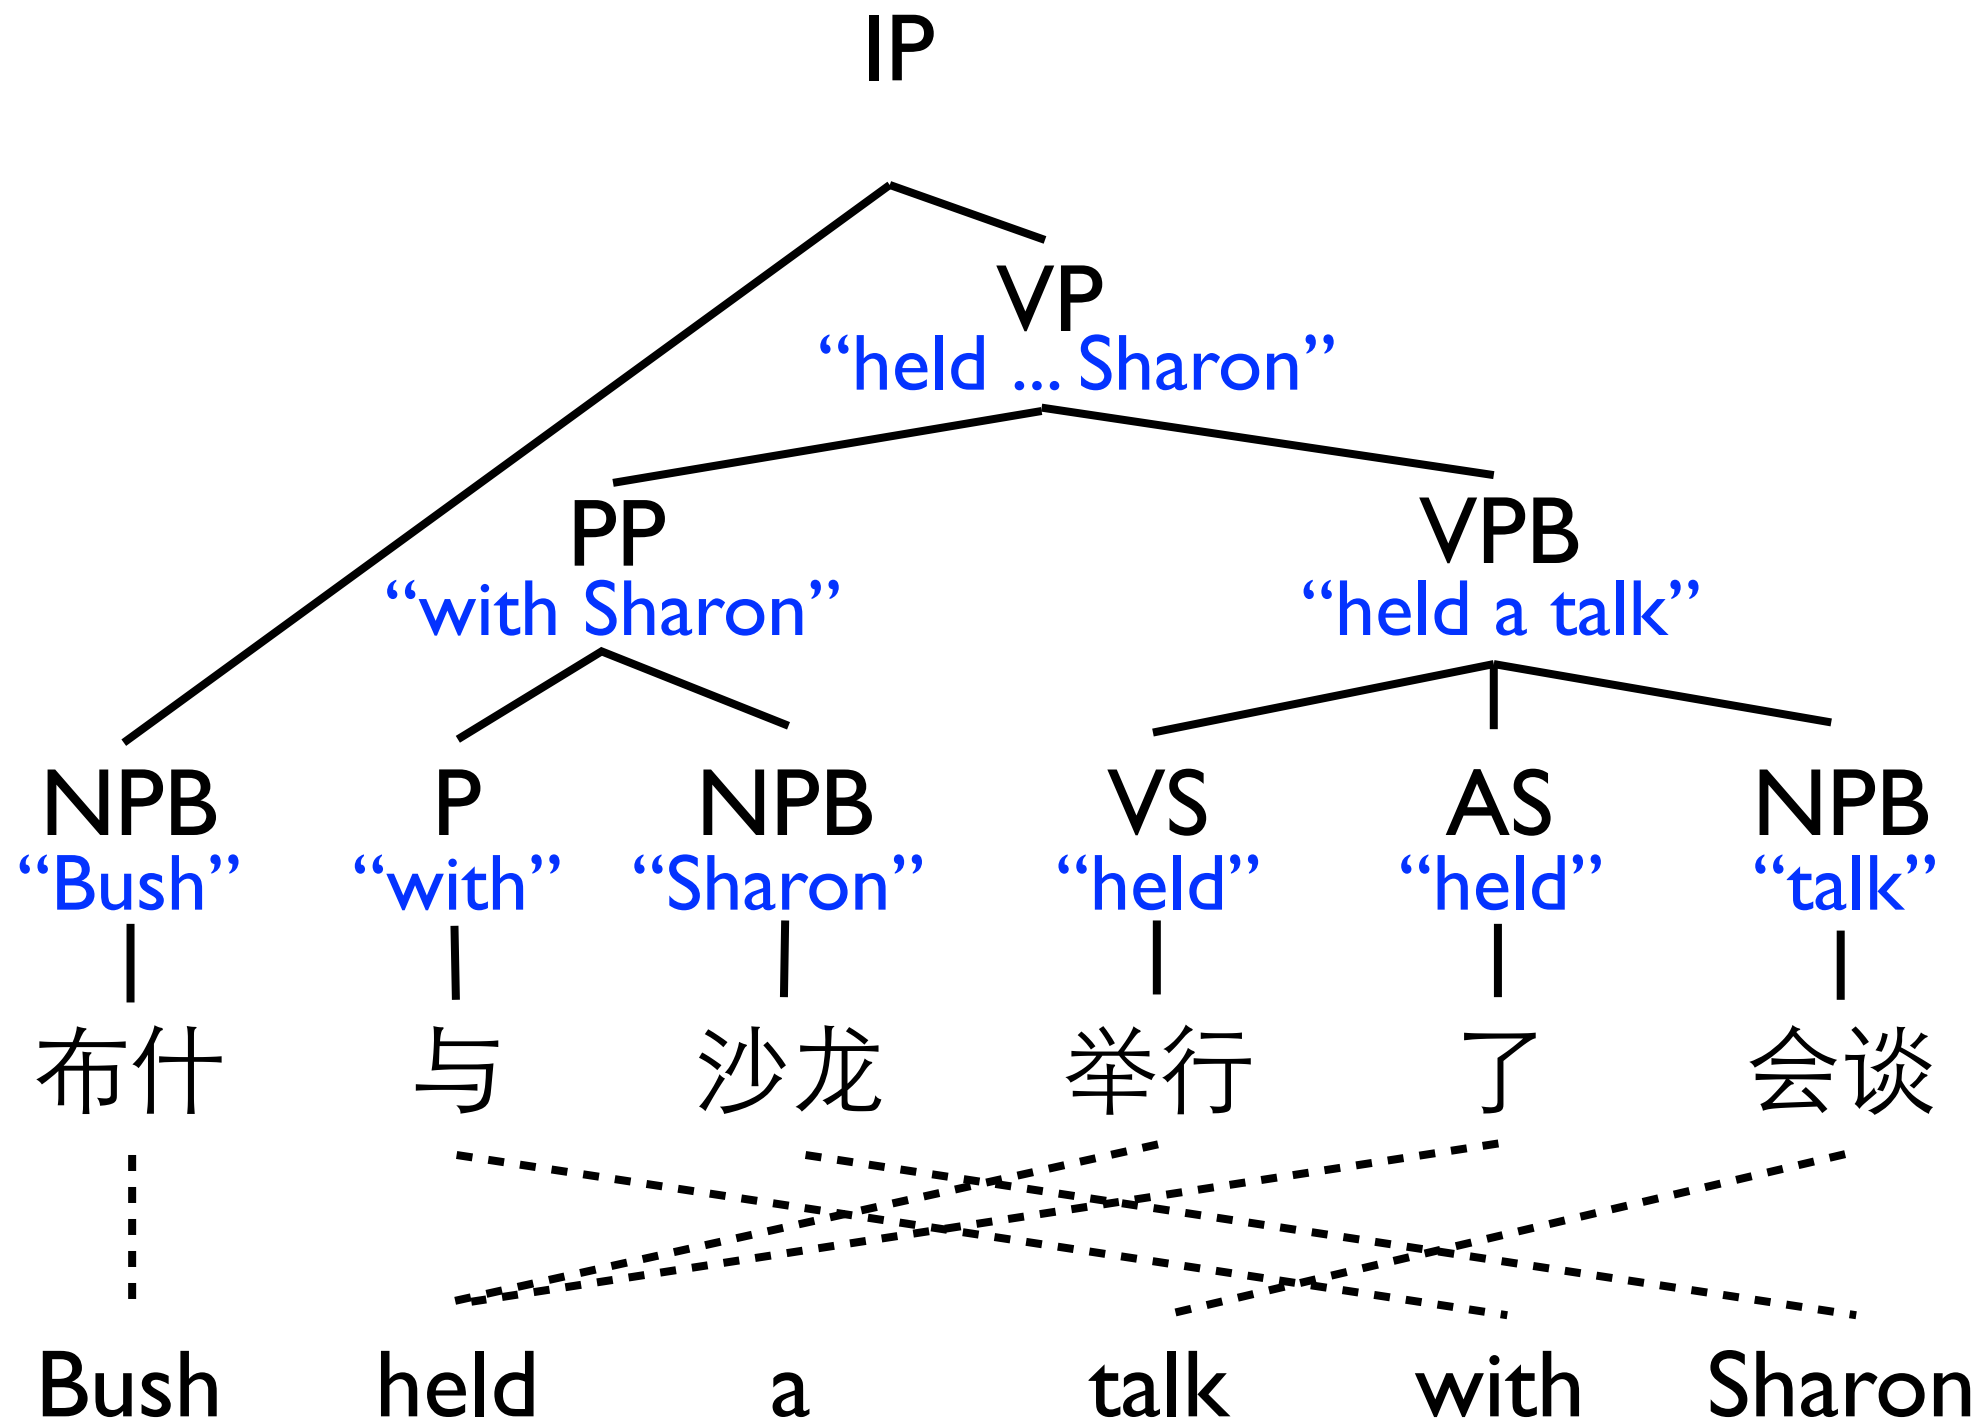 IP
VP
“held ... Sharon”
PP VPB
“with Sharon” “held a talk”
NPB P NPB VS AS NPB
“Bush” “with” “Sharon” “held” “held” “talk”
布什 与 沙龙 举行 了 会谈
Bush held a talk with Sharon